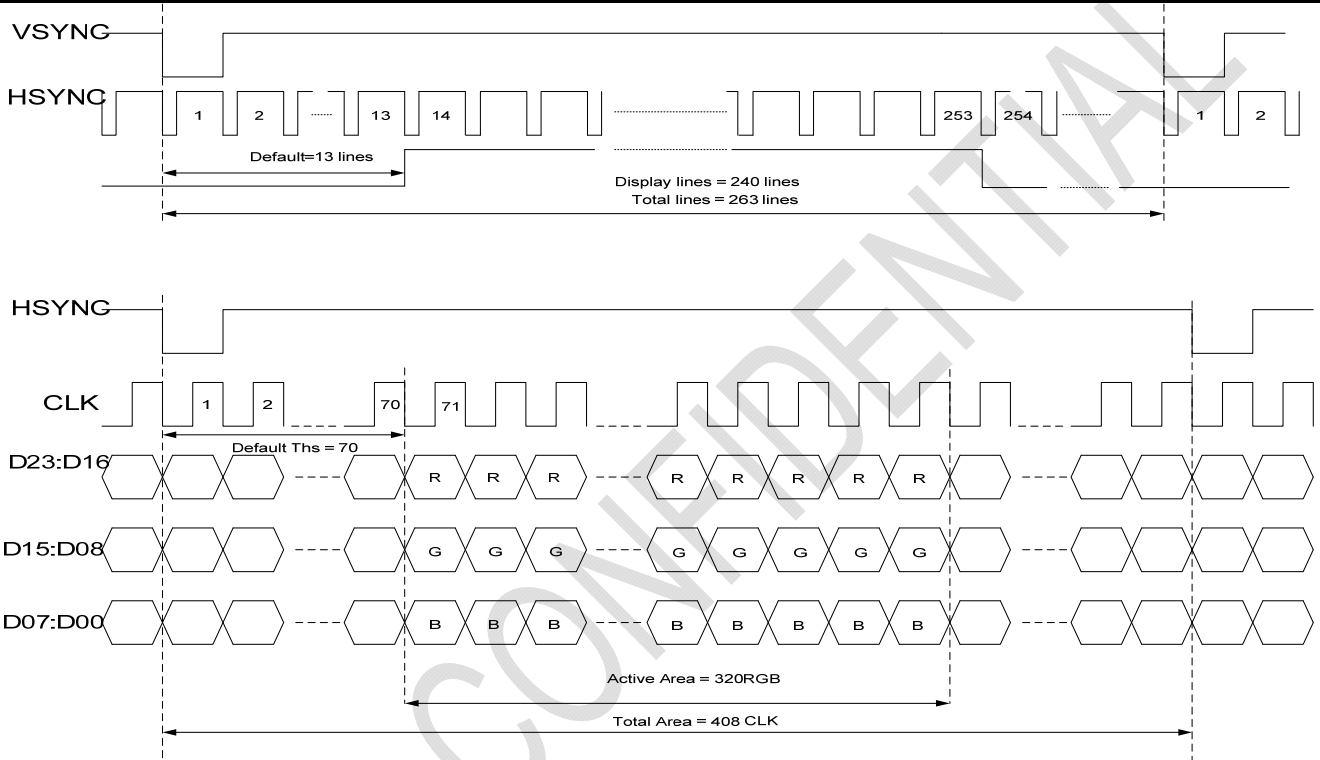 VSYNC
HSYNC
1 2 13 14 253 254 1 2
Default=13 lines
Display lines = 240 lines
Total lines = 263 lines
HSYNC
CLK
1 2 70 71
Default Ths = 70
D23:D16
R R R R R R R R
D15:D08
G G G G G G G G
D07:D00
B B B B B B B B
Active Area = 320RGB
Total Area = 408 CLK
CONFIDENTIAL